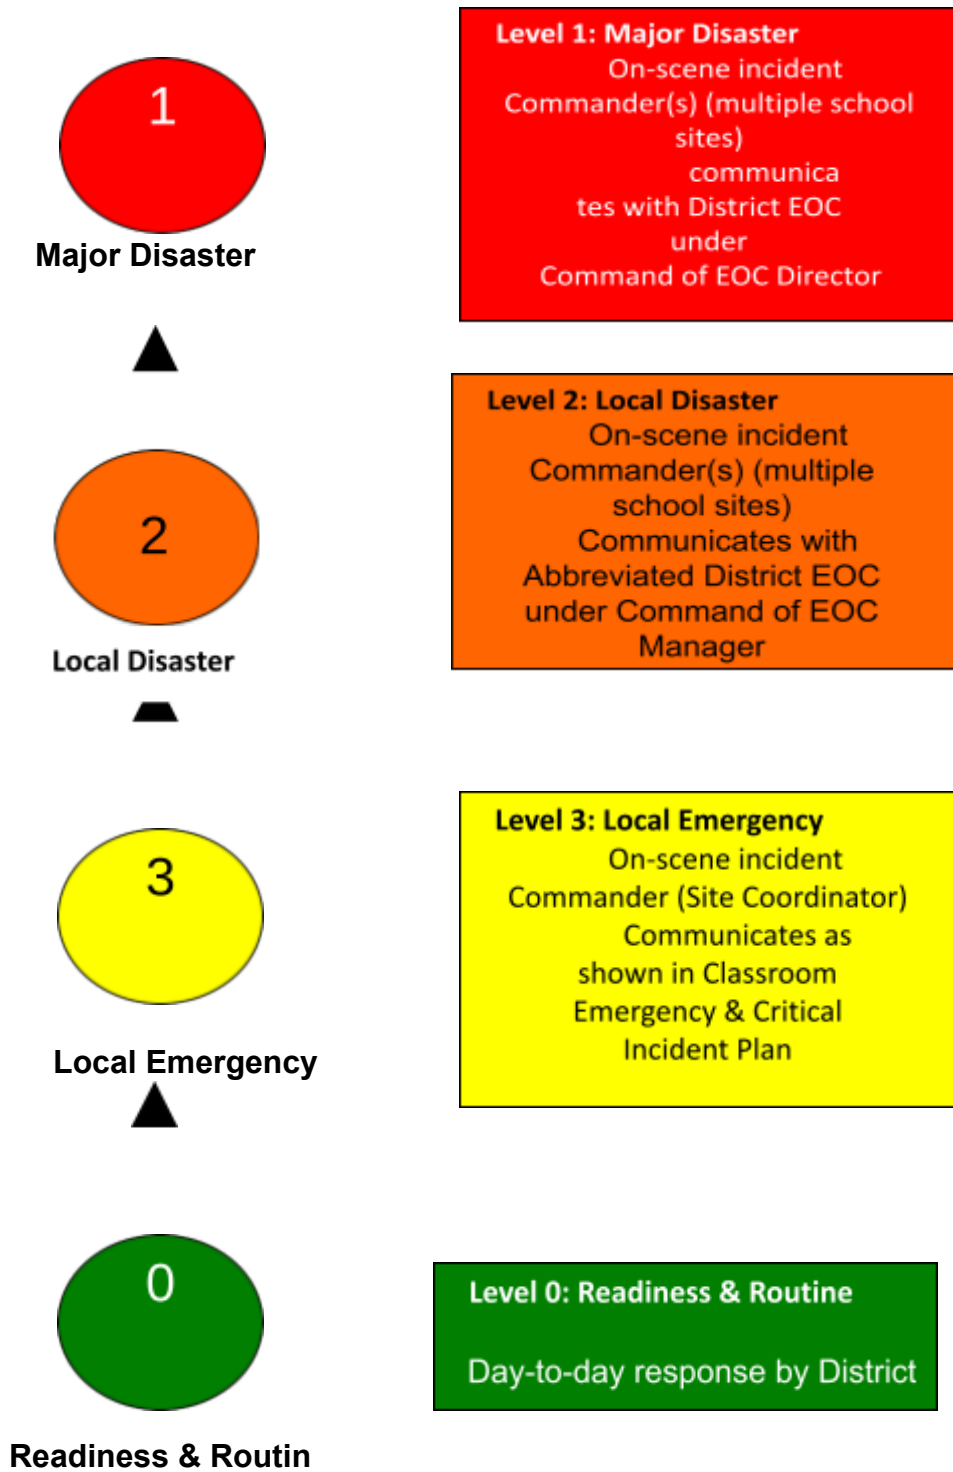 1
Major Disaster
Level 1: Major Disaster
On-scene incident
Commander(s) (multiple school
sites)
communica
tes with District EOC
under
Command of EOC Director
2
Local Disaster
Level 2: Local Disaster
On-scene incident
Commander(s) (multiple
school sites)
Communicates with
Abbreviated District EOC
under Command of EOC
Manager
3
Local Emergency
Level 3: Local Emergency
On-scene incident
Commander (Site Coordinator)
Communicates as
shown in Classroom
Emergency & Critical
Incident Plan
0
Readiness & Routin
Level 0: Readiness & Routine
Day-to-day response by District